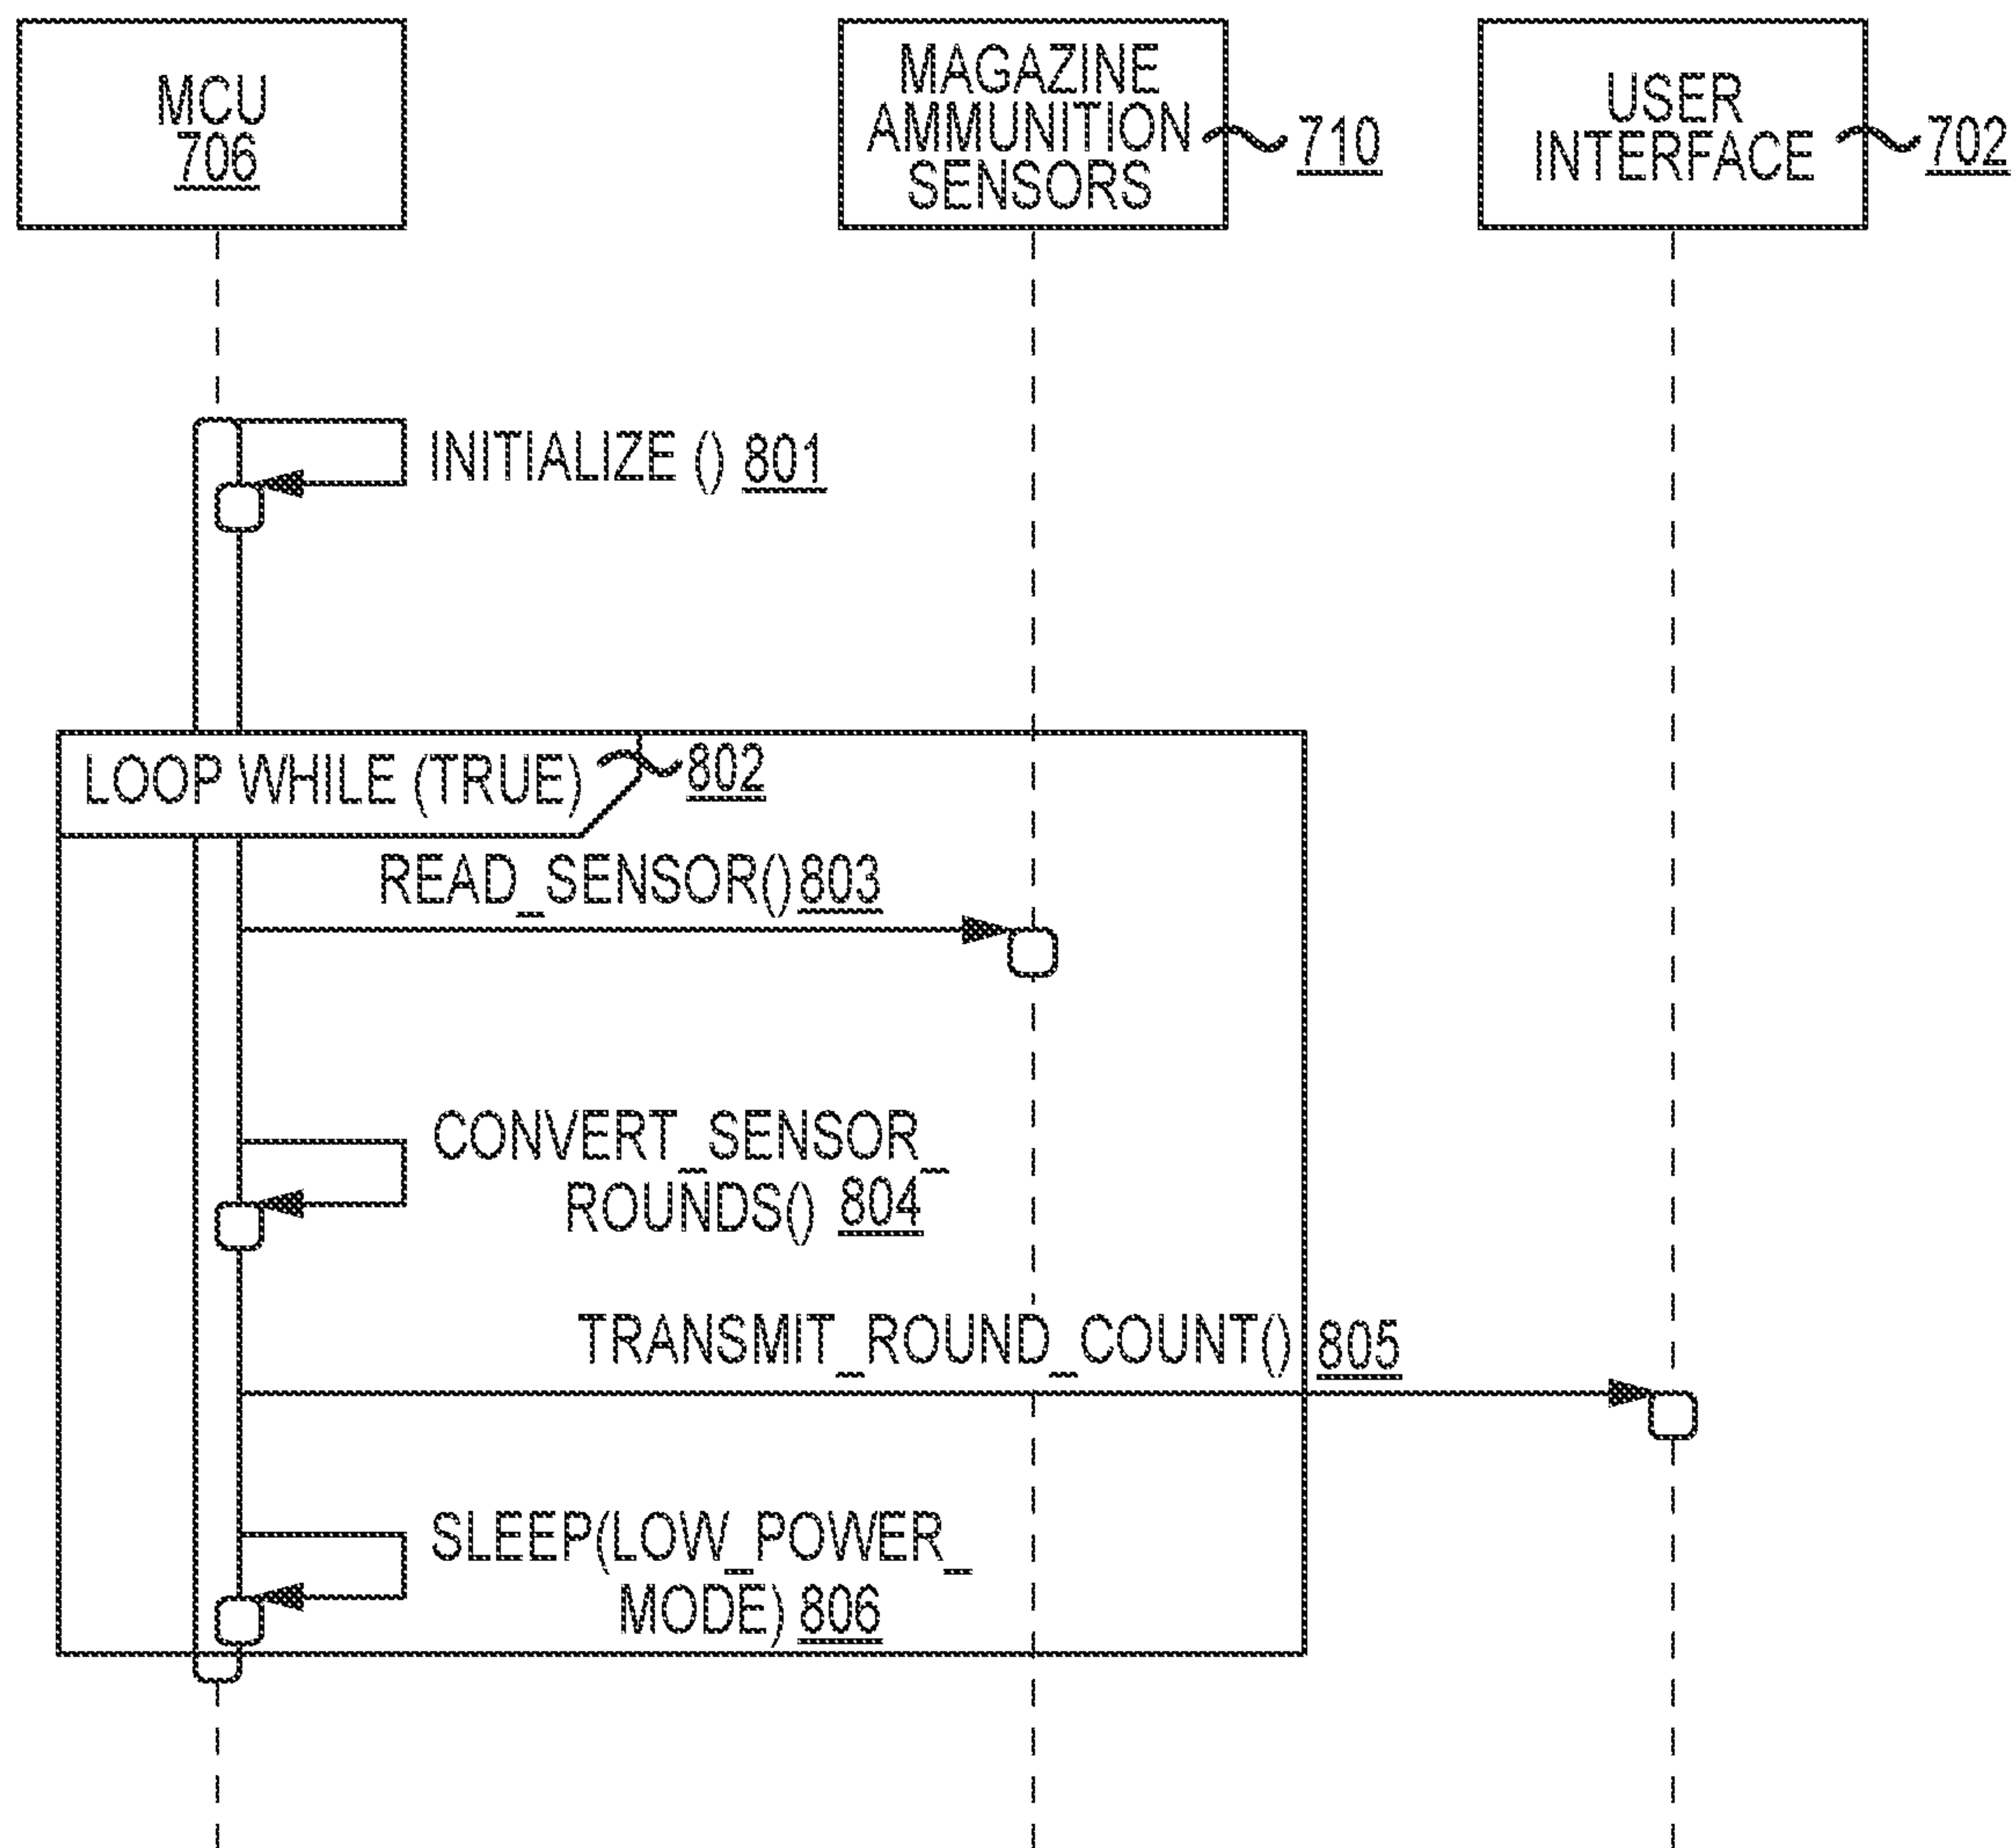 MCU
706
MAGAZINE
AMMUNITION
SENSORS
710
USER
INTERFACE
702
INITIALIZE () 801
LOOP WHILE (TRUE) 802
READ_SENSOR() 803
CONVERT_SENSOR_
ROUNDS() 804
TRANSMIT_ROUND_COUNT() 805
SLEEP(LOW_POWER_
MODE) 806